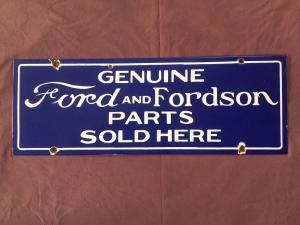 GENUINE
Ford AND Fordson
PARTS
SOLD HERE